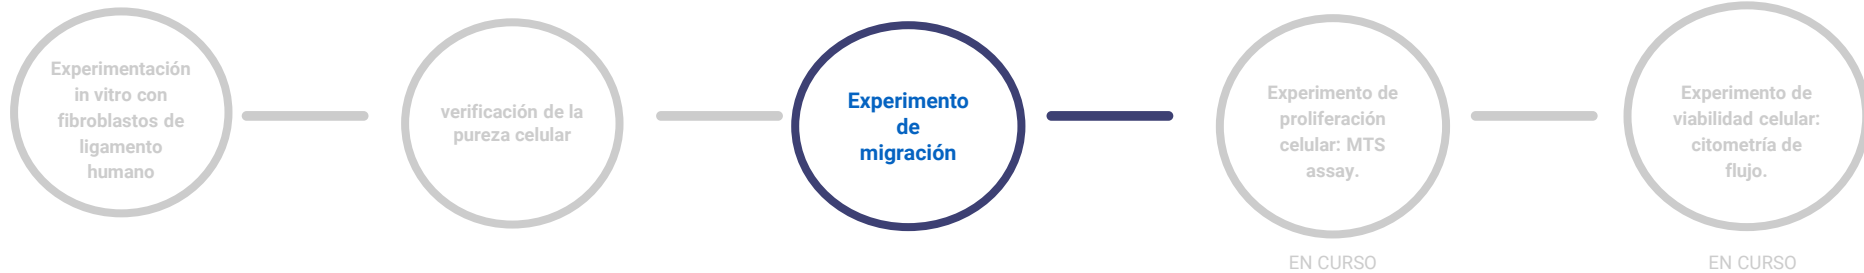 Experimentación
in vitro con
fibroblastos de
ligamento
humano
verificación de la
pureza celular
Experimento
de
migración
Experimento de
proliferación
celular: MTS
assay.
EN CURSO
Experimento de
viabilidad celular:
citometría de
flujo.
EN CURSO